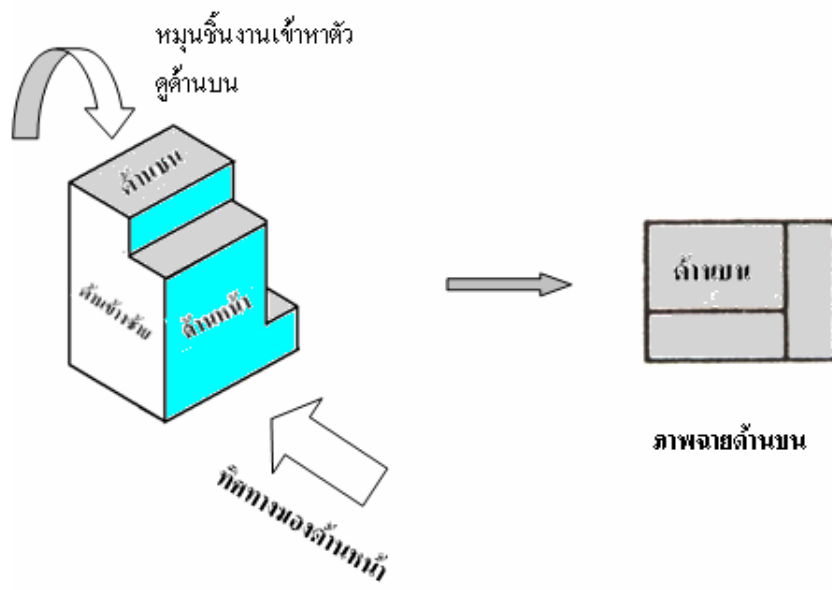 หมุนชิ้นงานเข้าหาตัว
ดูด้านบน
ด้านบน
ด้านข้างซ้าย
ด้านหน้า
ทิศทางมองด้านหน้า
ด้านบน
ภาพฉายด้านบน